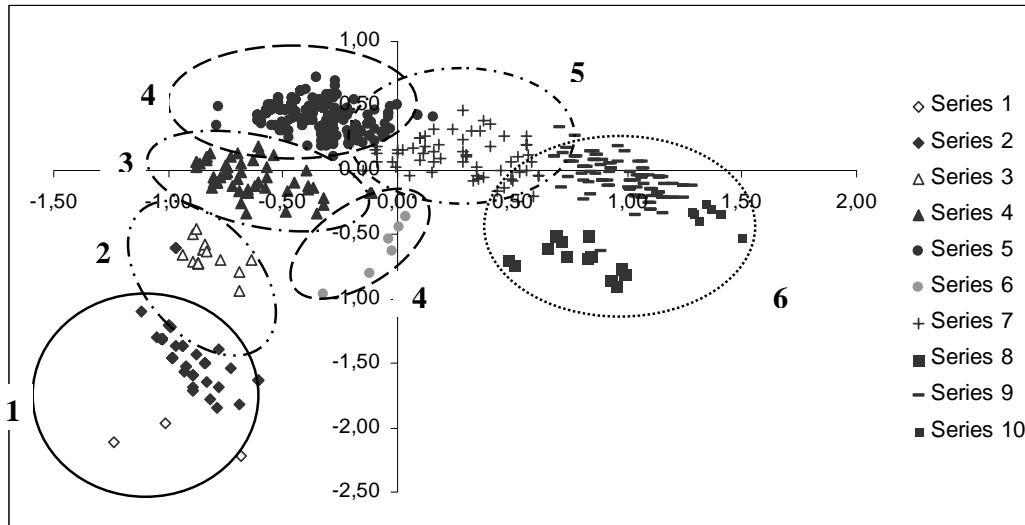 1,00
5
4
0,50
Series 1
Series 2
3
0,00
Series 3
-1,50 -1,00 -0,50 0,00 0,50 1,00 1,50 2,00
Series 4
-0,50
Series 5
2
Series 6
-1,00
4
6
Series 7
-1,50
Series 8
1
Series 9
-2,00
Series 10
-2,50